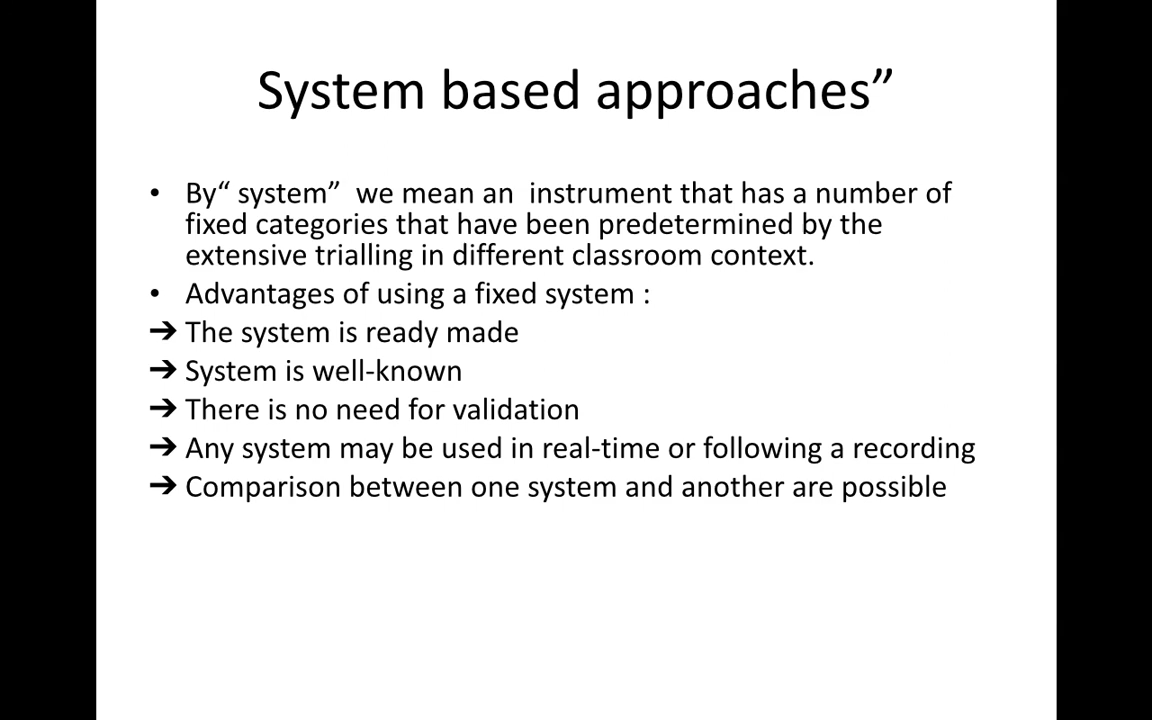 System based approaches”
• By“ system”  we mean an  instrument that has a number of
fixed categories that have been predetermined by the
extensive trialling in different classroom context.
• Advantages of using a fixed system :
➔ The system is ready made
➔ System is well-known
➔ There is no need for validation
➔ Any system may be used in real-time or following a recording
➔ Comparison between one system and another are possible